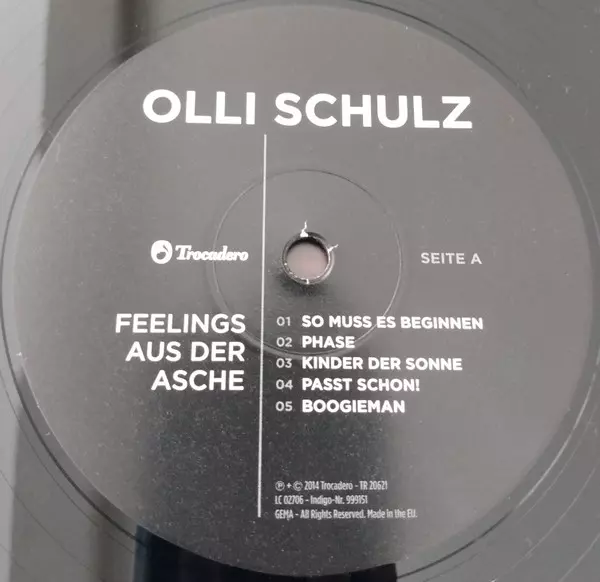 OLLI SCHULZ
Trocadero
SEITE A
FEELINGS
AUS DER
ASCHE
01 SO MUSS ES BEGINNEN
02 PHASE
03 KINDER DER SONNE
04 PASST SCHON!
05 BOOGIEMAN
℗ + © 2014 Trocadero - TR 20621
LC 02706 - Indigo-Nr. 999151
GEMA - All Rights Reserved. Made in the EU.